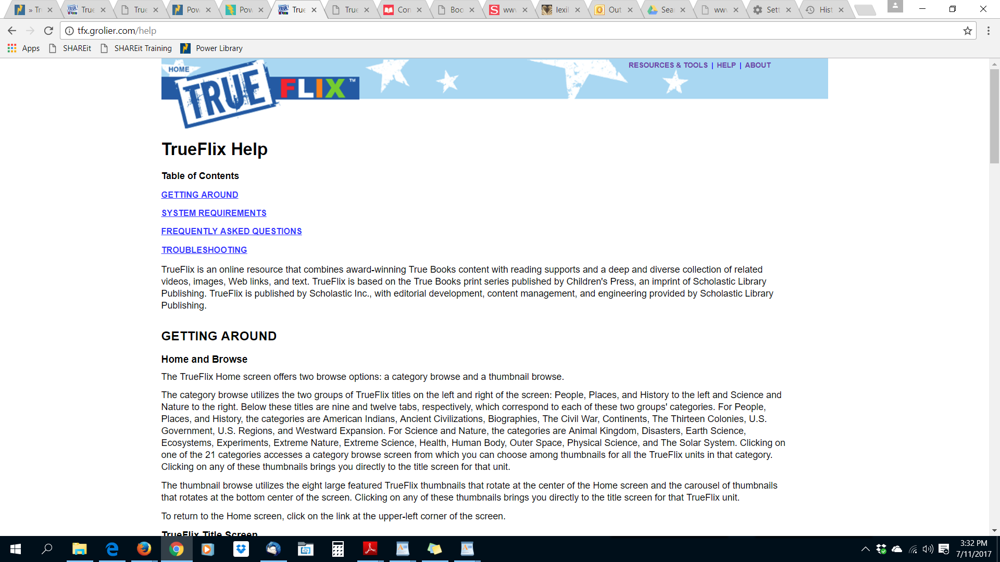 » Tr
True
True
Pow
Pow
True
True
Con
Boo
ww
lexil
Out
Sea
ww
Sett
Hist
tfx.grolier.com/help
Apps SHAREit SHAREit Training Power Library
HOME
RESOURCES & TOOLS | HELP | ABOUT
TRUE FLIX ™
TrueFlix Help
Table of Contents
GETTING AROUND
SYSTEM REQUIREMENTS
FREQUENTLY ASKED QUESTIONS
TROUBLESHOOTING
TrueFlix is an online resource that combines award-winning True Books content with reading supports and a deep and diverse collection of related
videos, images, Web links, and text. TrueFlix is based on the True Books print series published by Children's Press, an imprint of Scholastic Library
Publishing. TrueFlix is published by Scholastic Inc., with editorial development, content management, and engineering provided by Scholastic Library
Publishing.
GETTING AROUND
Home and Browse
The TrueFlix Home screen offers two browse options: a category browse and a thumbnail browse.
The category browse utilizes the two groups of TrueFlix titles on the left and right of the screen: People, Places, and History to the left and Science and
Nature to the right. Below these titles are nine and twelve tabs, respectively, which correspond to each of these two groups' categories. For People,
Places, and History, the categories are American Indians, Ancient Civilizations, Biographies, The Civil War, Continents, The Thirteen Colonies, U.S.
Government, U.S. Regions, and Westward Expansion. For Science and Nature, the categories are Animal Kingdom, Disasters, Earth Science,
Ecosystems, Experiments, Extreme Nature, Extreme Science, Health, Human Body, Outer Space, Physical Science, and The Solar System. Clicking on
one of the 21 categories accesses a category browse screen from which you can choose among thumbnails for all the TrueFlix units in that category.
Clicking on any of these thumbnails brings you directly to the title screen for that unit.
The thumbnail browse utilizes the eight large featured TrueFlix thumbnails that rotate at the center of the Home screen and the carousel of thumbnails
that rotates at the bottom center of the screen. Clicking on any of these thumbnails brings you directly to the title screen for that TrueFlix unit.
To return to the Home screen, click on the link at the upper-left corner of the screen.
TrueFlix Title Screen
3:32 PM
7/11/2017